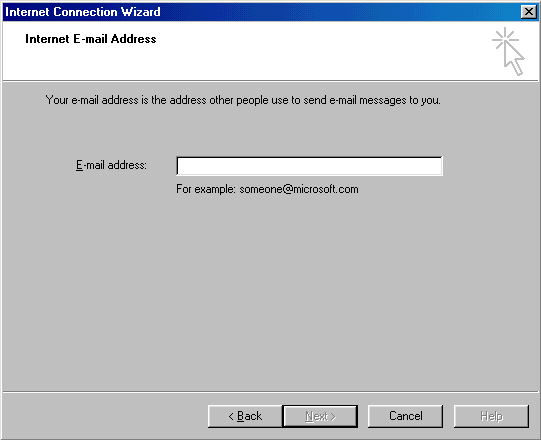 Internet Connection Wizard
Internet E-mail Address
Your e-mail address is the address other people use to send e-mail messages to you.
E-mail address:
For example: someone@microsoft.com
< Back Next > Cancel Help